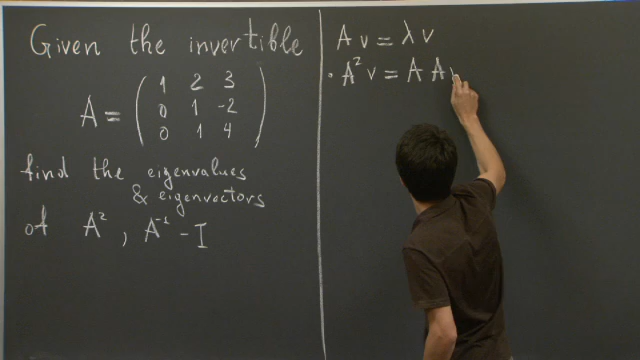 Given the invertible
A = ( 1 2 3
0 1 -2
0 1 4 )
find the eigenvalues
& eigenvectors
of A², A⁻¹ - I
A v = λ v
• A² v = A A v